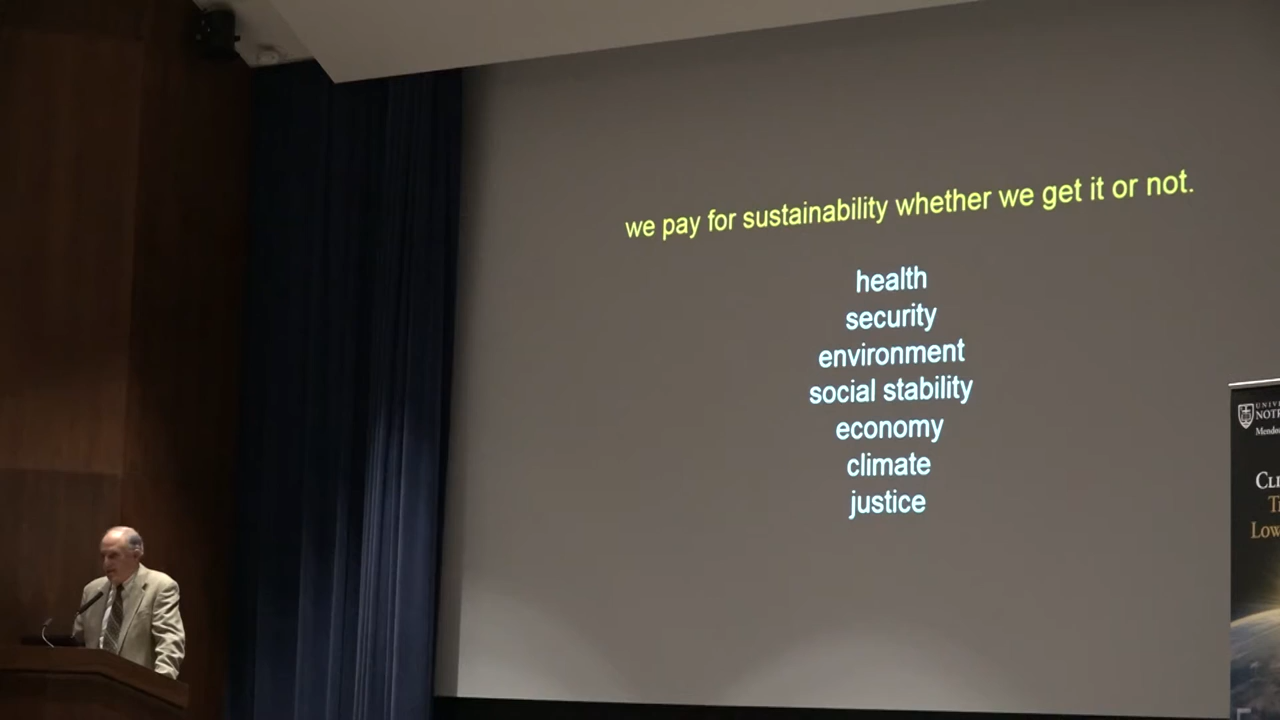 we pay for sustainability whether we get it or not.
health
security
environment
social stability
economy
climate
justice